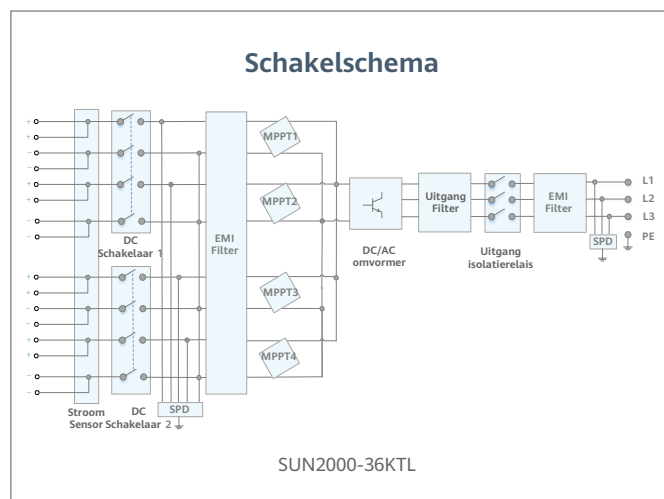 Schakelschema
+
+
−
−
+
+
−
−
+
+
−
−
+
+
−
−
DC
Schakelaar 1
Stroom
Sensor
DC
Schakelaar 2
SPD
EMI
Filter
MPPT1
MPPT2
MPPT3
MPPT4
DC/AC
omvormer
Uitgang
Filter
Uitgang
isolatierelais
EMI
Filter
SPD
L1
L2
L3
PE
SUN2000-36KTL